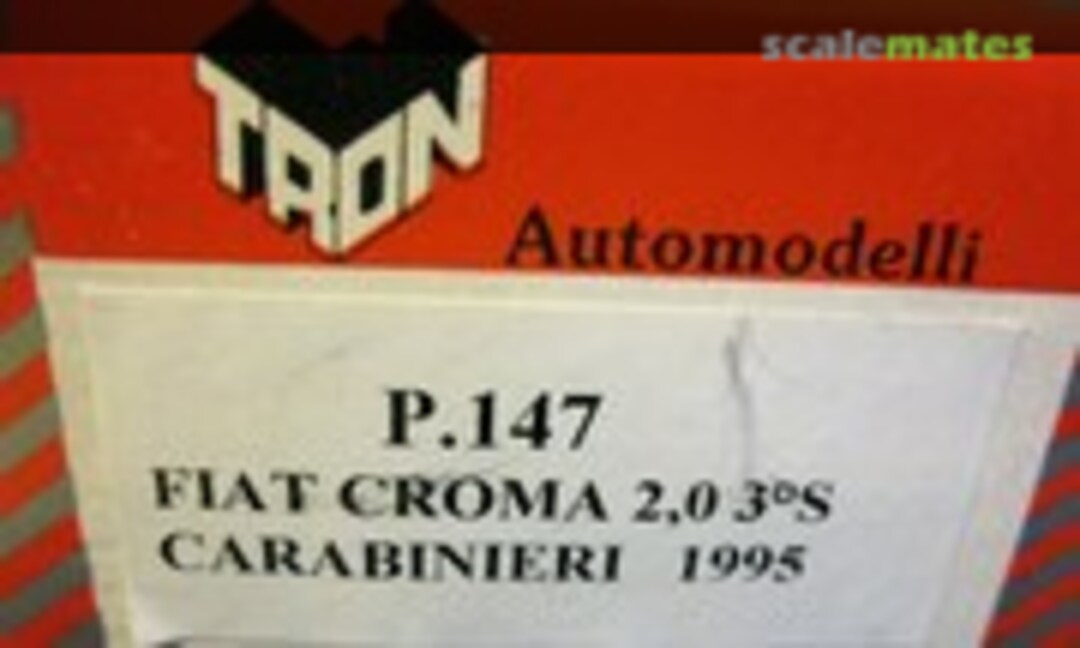 scalemates
TRON
Automodelli
P.147
FIAT CROMA 2,0 3°S
CARABINIERI 1995